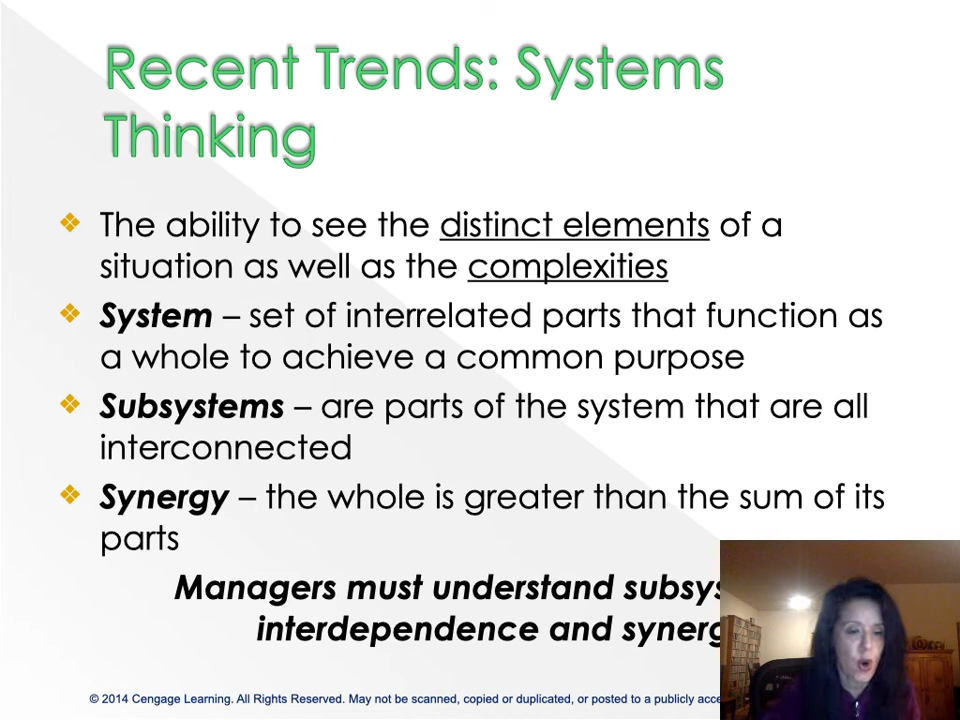 Recent Trends: Systems
Thinking
❖ The ability to see the distinct elements of a
situation as well as the complexities
❖ System – set of interrelated parts that function as
a whole to achieve a common purpose
❖ Subsystems – are parts of the system that are all
interconnected
❖ Synergy – the whole is greater than the sum of its
parts
Managers must understand
interdependence and
© 2014 Cengage Learning. All Rights Reserved. May not be scanned, copied or duplicated, or posted to a publicly